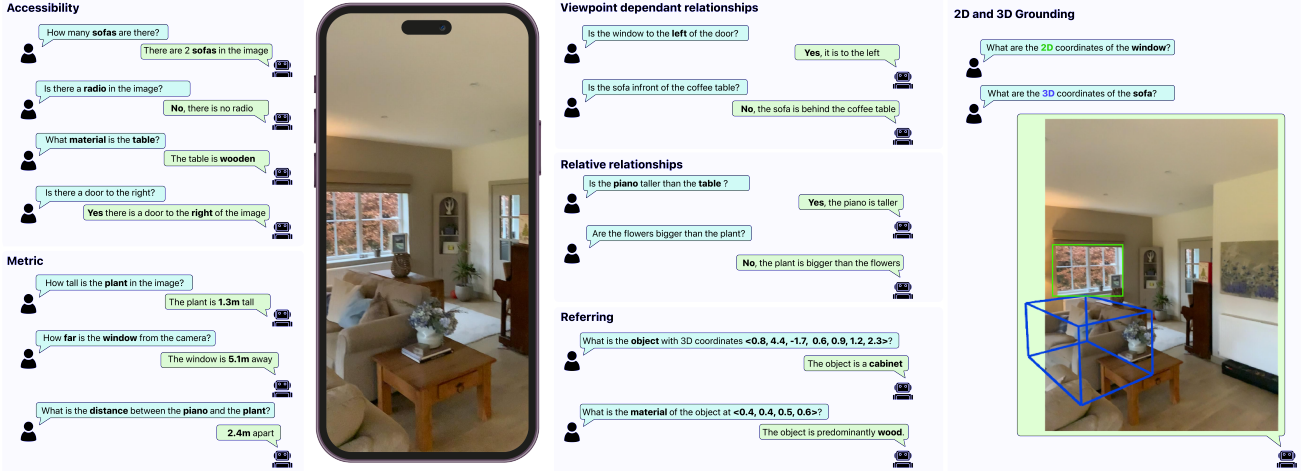 Accessibility
How many sofas are there?
There are 2 sofas in the image
Is there a radio in the image?
No, there is no radio
What material is the table?
The table is wooden
Is there a door to the right?
Yes there is a door to the right of the image
Metric
How tall is the plant in the image?
The plant is 1.3m tall
How far is the window from the camera?
The window is 5.1m away
What is the distance between the piano and the plant?
2.4m apart
Viewpoint dependant relationships
Is the window to the left of the door?
Yes, it is to the left
Is the sofa infront of the coffee table?
No, the sofa is behind the coffee table
Relative relationships
Is the piano taller than the table ?
Yes, the piano is taller
Are the flowers bigger than the plant?
No, the plant is bigger than the flowers
Referring
What is the object with 3D coordinates <0.8, 4.4, -1.7, 0.6, 0.9, 1.2, 2.3>?
The object is a cabinet
What is the material of the object at <0.4, 0.4, 0.5, 0.6>?
The object is predominantly wood.
2D and 3D Grounding
What are the 2D coordinates of the window?
What are the 3D coordinates of the sofa?